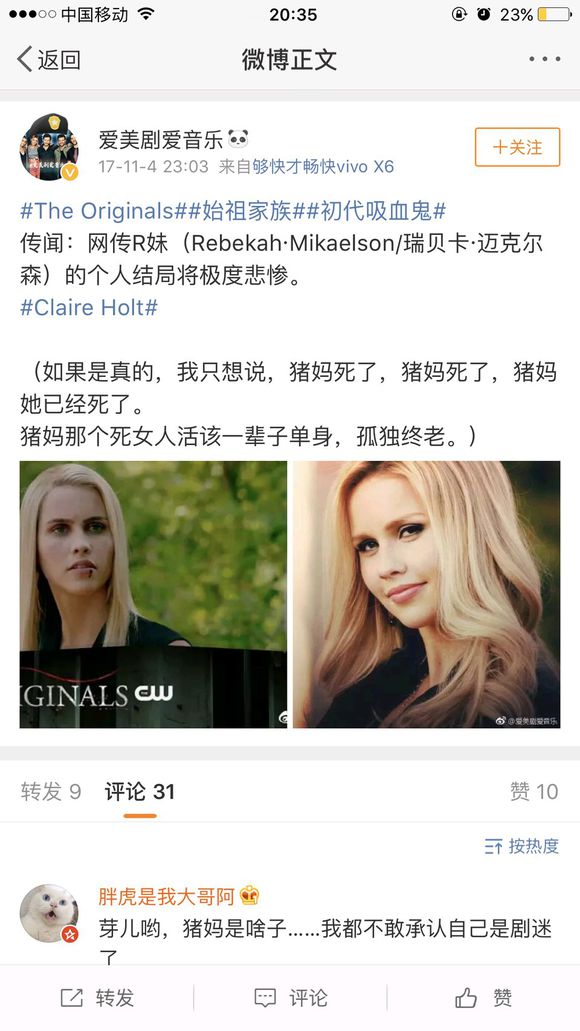 中国移动
20:35
23%
返回
微博正文
爱美剧爱音乐
+关注
17-11-4 23:03 来自够快才畅快vivo X6
#The Originals##始祖家族##初代吸血鬼#
传闻：网传R妹（Rebekah·Mikaelson/瑞贝卡·迈克尔
森）的个人结局将极度悲惨。
#Claire Holt#
（如果是真的，我只想说，猪妈死了，猪妈死了，猪妈
她已经死了。
猪妈那个死女人活该一辈子单身，孤独终老。）
IGINALS CW
@爱美剧爱音乐
转发 9
评论 31
赞 10
按热度
胖虎是我大哥阿
芽儿哟，猪妈是啥子……我都不敢承认自己是剧迷
了
转发
评论
赞